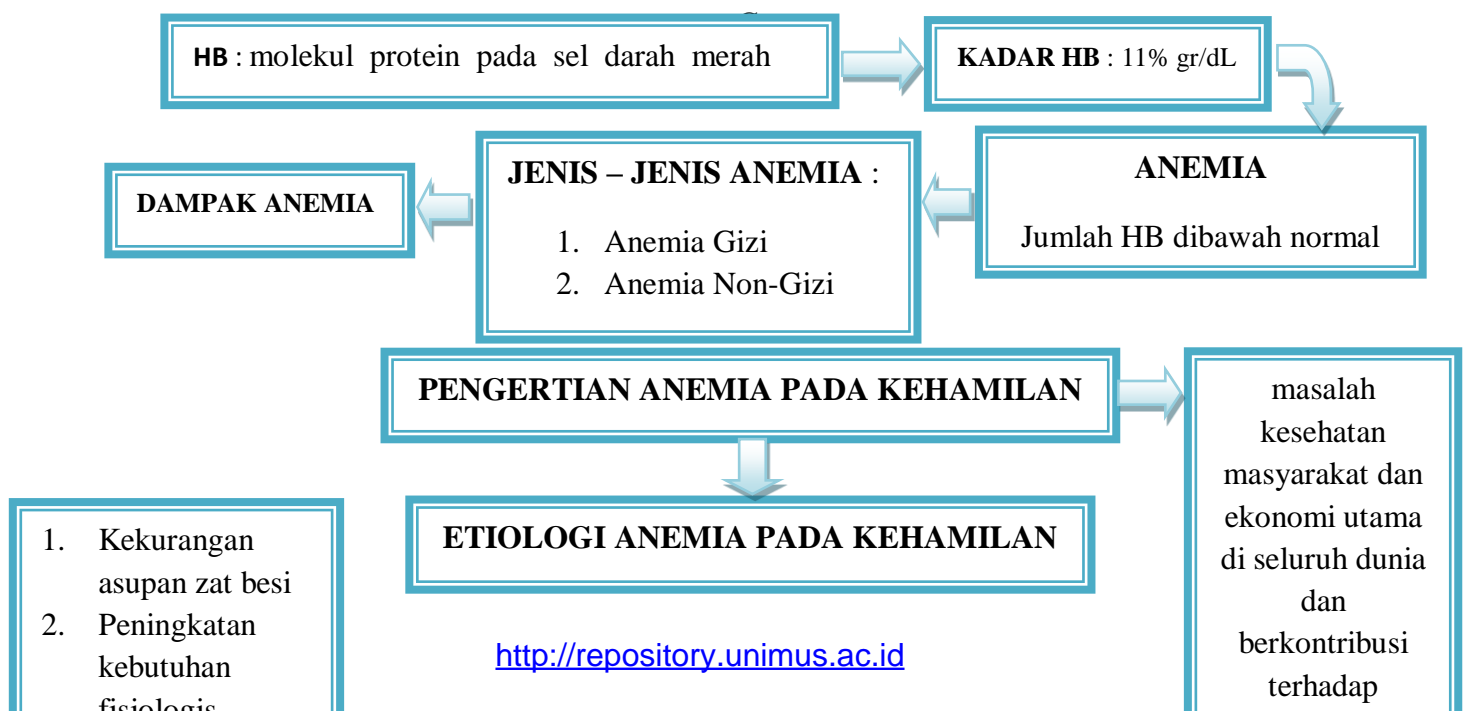 HB : molekul protein pada sel darah merah
KADAR HB : 11% gr/dL
ANEMIA
Jumlah HB dibawah normal
JENIS – JENIS ANEMIA :
1. Anemia Gizi
2. Anemia Non-Gizi
DAMPAK ANEMIA
PENGERTIAN ANEMIA PADA KEHAMILAN
masalah
kesehatan
masyarakat dan
ekonomi utama
di seluruh dunia
dan
berkontribusi
terhadap
ETIOLOGI ANEMIA PADA KEHAMILAN
1. Kekurangan
asupan zat besi
2. Peningkatan
kebutuhan
fisiologis
http://repository.unimus.ac.id